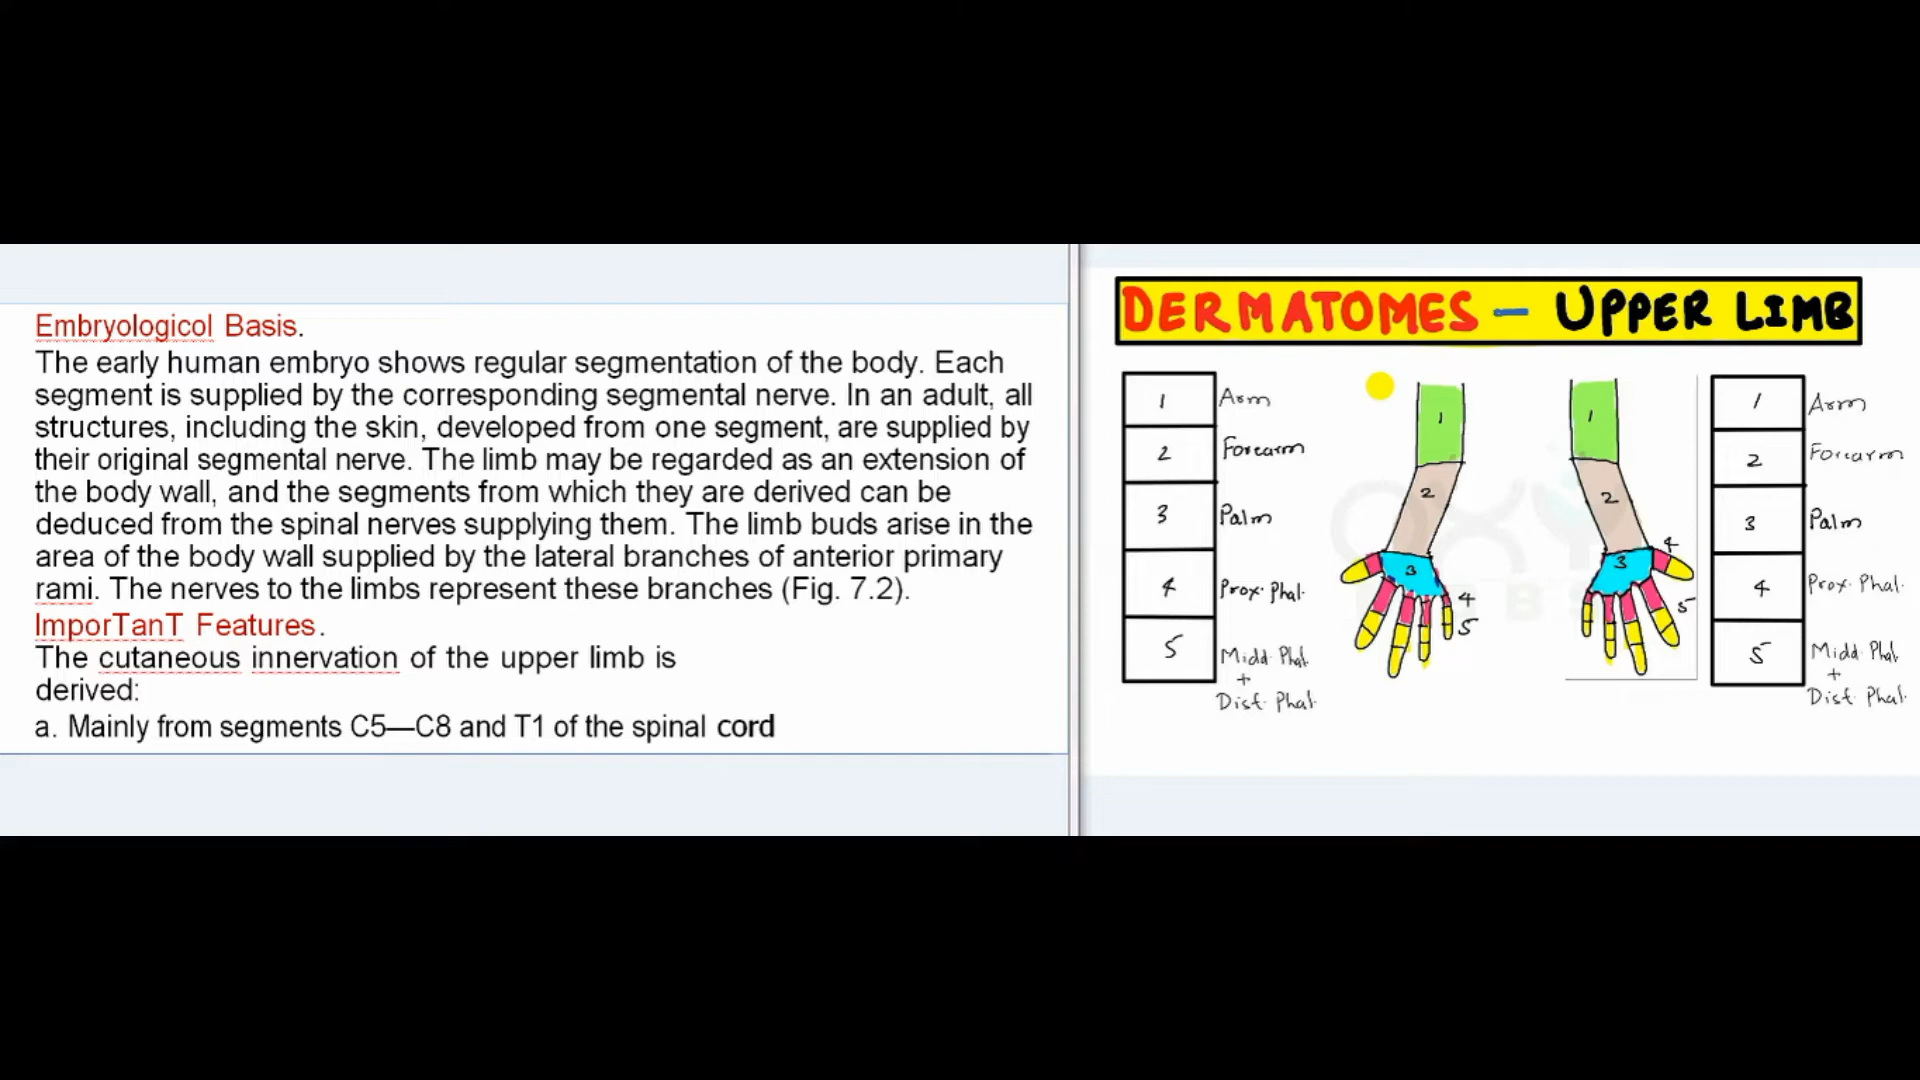 Embryologicol Basis.
The early human embryo shows regular segmentation of the body. Each
segment is supplied by the corresponding segmental nerve. In an adult, all
structures, including the skin, developed from one segment, are supplied by
their original segmental nerve. The limb may be regarded as an extension of
the body wall, and the segments from which they are derived can be
deduced from the spinal nerves supplying them. The limb buds arise in the
area of the body wall supplied by the lateral branches of anterior primary
rami. The nerves to the limbs represent these branches (Fig. 7.2).
ImporTanT Features.
The cutaneous innervation of the upper limb is
derived:
a. Mainly from segments C5—C8 and T1 of the spinal cord
DERMATOMES - UPPER LIMB
1 Arm
2 Forearm
3 Palm
4 Prox. Phal.
5 Midd. Phal.
+
Dist. Phal.
1
2
3
4
5
1
2
3
4
5
1 Arm
2 Forearm
3 Palm
4 Prox. Phal.
5 Midd. Phal
+
Dist. Phal.